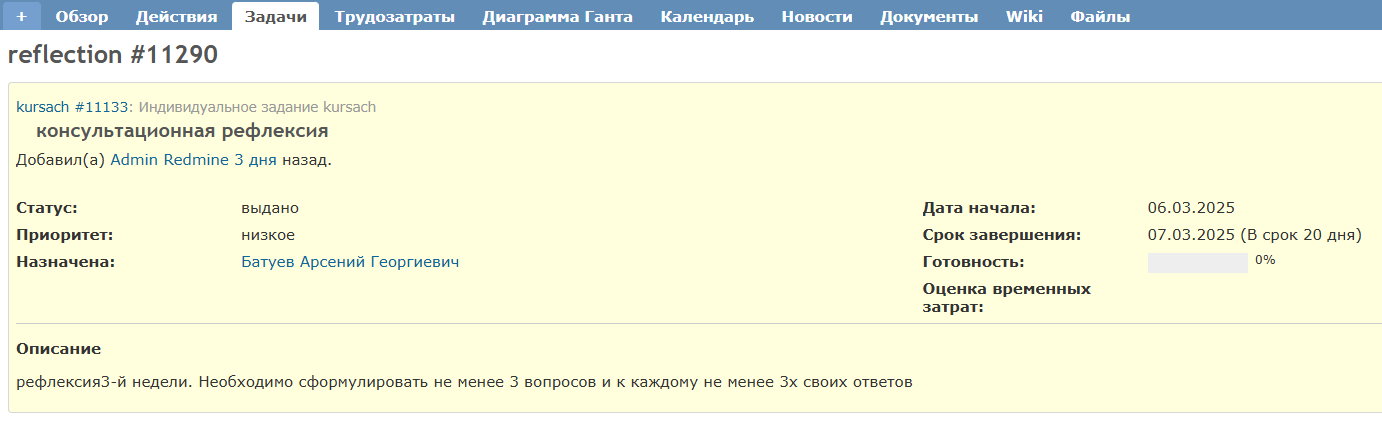 + Обзор Действия Задачи Трудозатраты Диаграмма Ганта Календарь Новости Документы Wiki Файлы
reflection #11290
kursach #11133: Индивидуальное задание kursach
консультационная рефлексия
Добавил(а) Admin Redmine 3 дня назад.
Статус: выдано Дата начала: 06.03.2025
Приоритет: низкое Срок завершения: 07.03.2025 (В срок 20 дня)
Назначена: Батуев Арсений Георгиевич Готовность: 0%
Оценка временных
затрат:
Описание
рефлексия3-й недели. Необходимо сформулировать не менее 3 вопросов и к каждому не менее 3х своих ответов